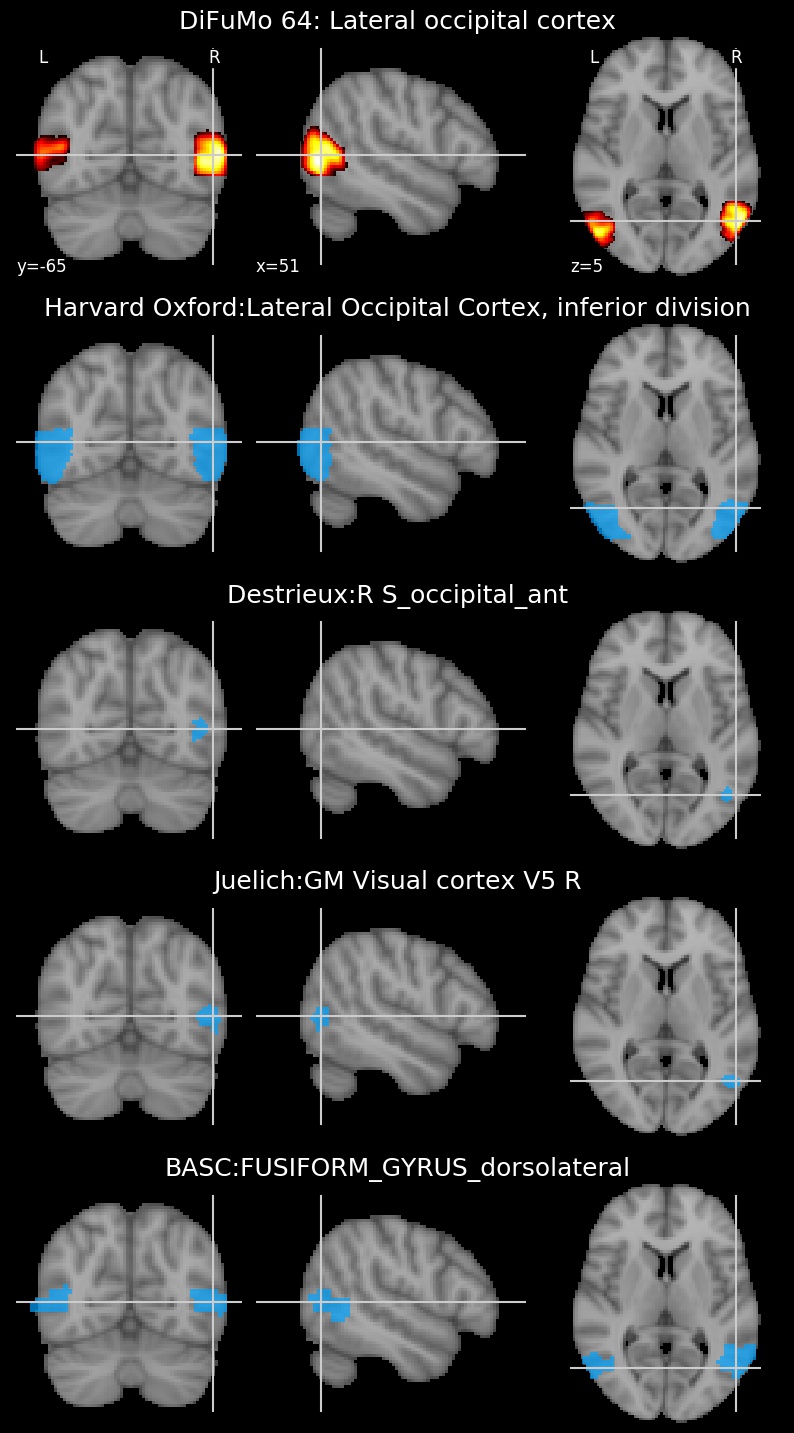 DiFuMo 64: Lateral occipital cortex
L R L R
y=-65 x=51 z=5
Harvard Oxford:Lateral Occipital Cortex, inferior division
Destrieux:R S_occipital_ant
Juelich:GM Visual cortex V5 R
BASC:FUSIFORM_GYRUS_dorsolateral